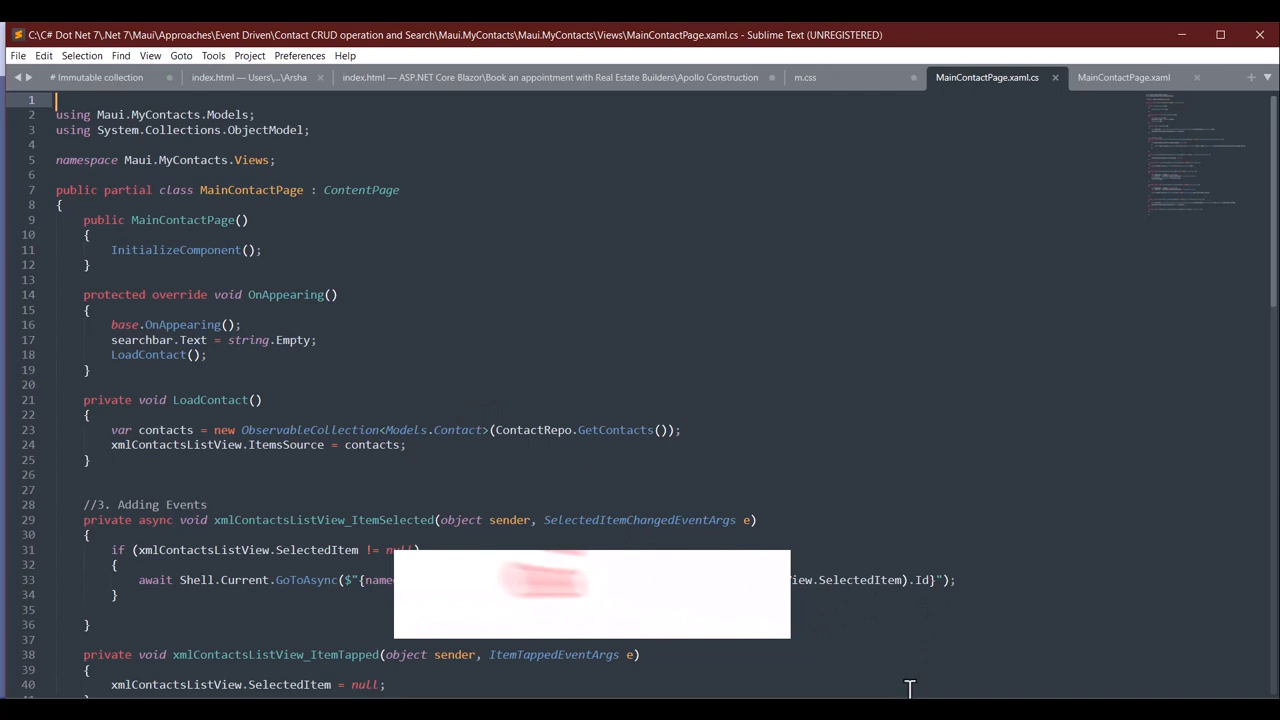 C:\C# Dot Net 7\.Net 7\Maui\Approaches\Event Driven\Contact CRUD operation and Search\Maui.MyContacts\Maui.MyContacts\Views\MainContactPage.xaml.cs - Sublime Text (UNREGISTERED)
File Edit Selection Find View Goto Tools Project Preferences Help
# Immutable collection index.html — Users\...\Arsha index.html — ASP.NET Core Blazor\Book an appointment with Real Estate Builders\Apollo Construction m.css MainContactPage.xaml.cs MainContactPage.xaml
1
2 using Maui.MyContacts.Models;
3 using System.Collections.ObjectModel;
4
5 namespace Maui.MyContacts.Views;
6
7 public partial class MainContactPage : ContentPage
8 {
9 public MainContactPage()
10 {
11 InitializeComponent();
12 }
13
14 protected override void OnAppearing()
15 {
16 base.OnAppearing();
17 searchbar.Text = string.Empty;
18 LoadContact();
19 }
20
21 private void LoadContact()
22 {
23 var contacts = new ObservableCollection<Models.Contact>(ContactRepo.GetContacts());
24 xmlContactsListView.ItemsSource = contacts;
25 }
26
27
28 //3. Adding Events
29 private async void xmlContactsListView_ItemSelected(object sender, SelectedItemChangedEventArgs e)
30 {
31 if (xmlContactsListView.SelectedItem != null)
32 {
33 await Shell.Current.GoToAsync($"{name iew.SelectedItem).Id}");
34 }
35
36 }
37
38 private void xmlContactsListView_ItemTapped(object sender, ItemTappedEventArgs e)
39 {
40 xmlContactsListView.SelectedItem = null;